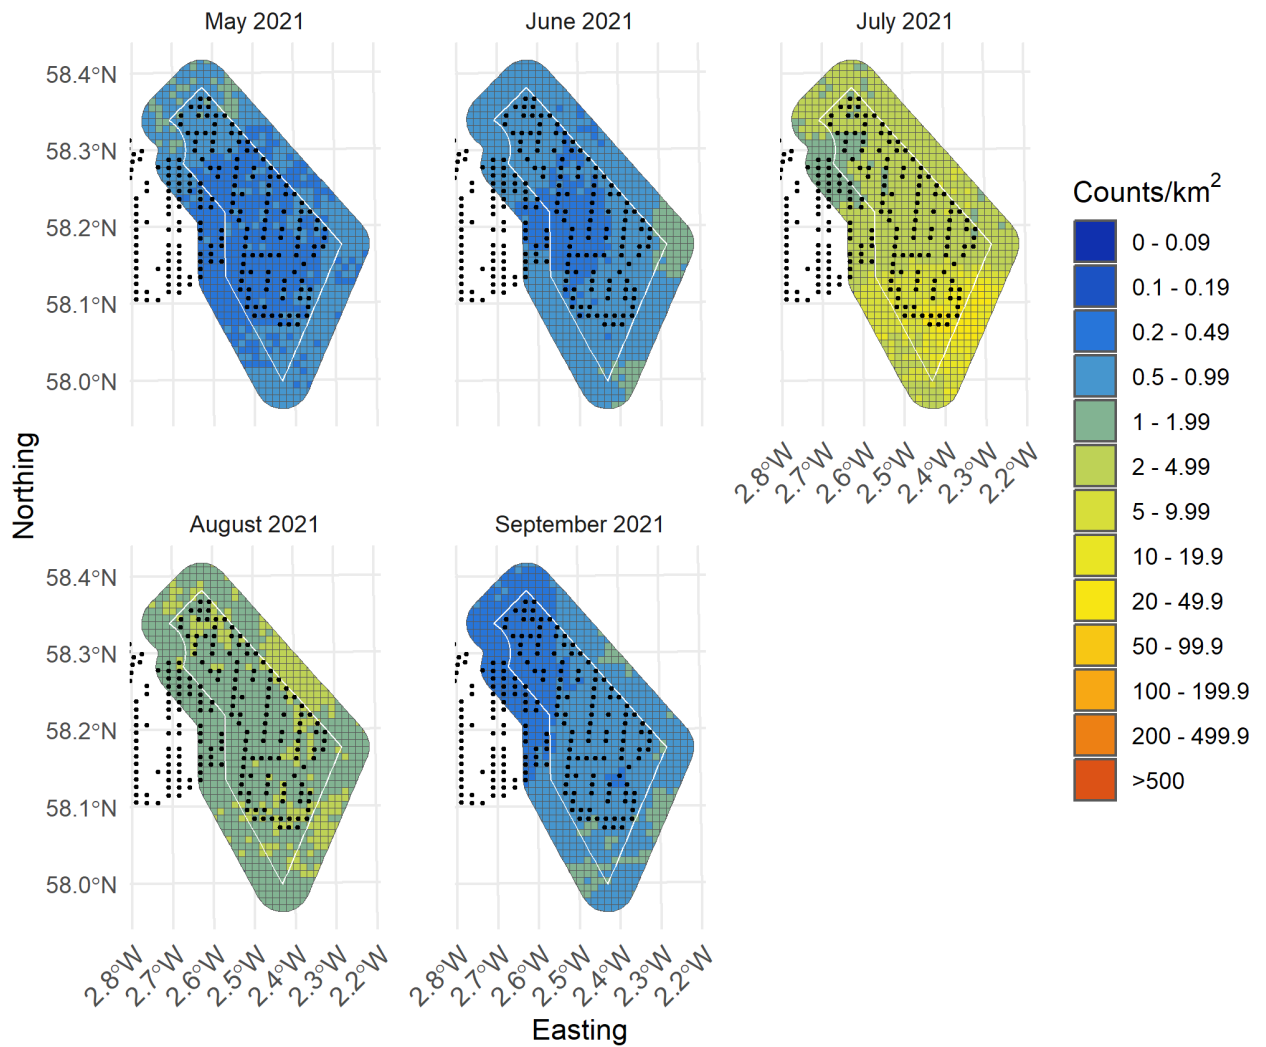 May 2021
June 2021
July 2021
58.4°N
58.3°N
58.2°N
58.1°N
58.0°N
2.8°W
2.7°W
2.6°W
2.5°W
2.4°W
2.3°W
2.2°W
Northing
August 2021
September 2021
58.4°N
58.3°N
58.2°N
58.1°N
58.0°N
2.8°W
2.7°W
2.6°W
2.5°W
2.4°W
2.3°W
2.2°W
2.8°W
2.7°W
2.6°W
2.5°W
2.4°W
2.3°W
2.2°W
Easting
Counts/km²
0 - 0.09
0.1 - 0.19
0.2 - 0.49
0.5 - 0.99
1 - 1.99
2 - 4.99
5 - 9.99
10 - 19.9
20 - 49.9
50 - 99.9
100 - 199.9
200 - 499.9
>500